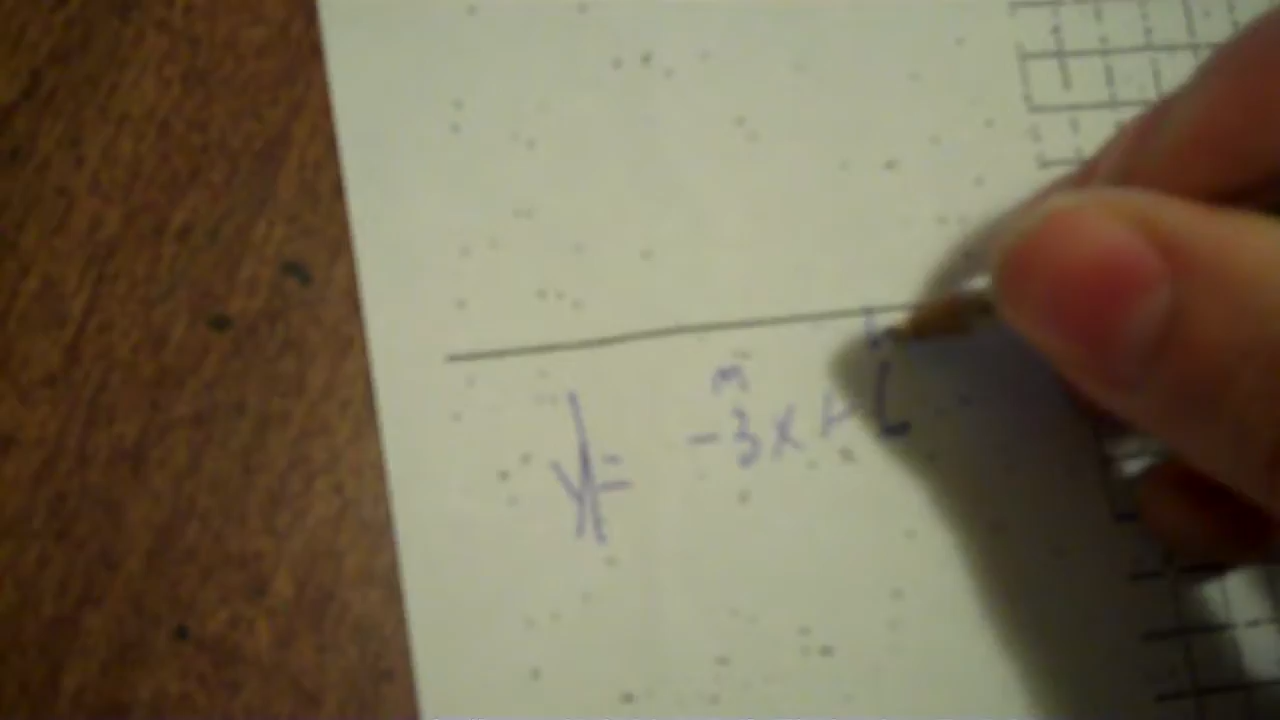 m b
y = -3x +